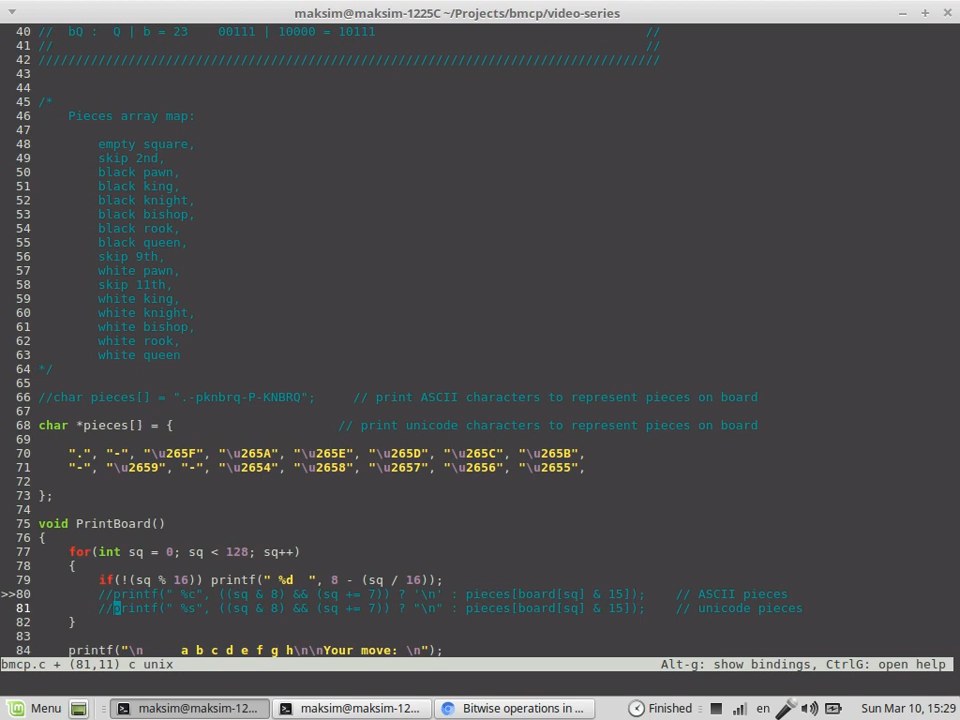 maksim@maksim-1225C ~/Projects/bmcp/video-series
40 //  bQ :  Q | b = 23    00111 | 10000 = 10111                                    //
41 //                                                                               //
42 ///////////////////////////////////////////////////////////////////////////////////
43
44
45 /*
46     Pieces array map:
47
48         empty square,
49         skip 2nd,
50         black pawn,
51         black king,
52         black knight,
53         black bishop,
54         black rook,
55         black queen,
56         skip 9th,
57         white pawn,
58         skip 11th,
59         white king,
60         white knight,
61         white bishop,
62         white rook,
63         white queen
64 */
65
66 //char pieces[] = ".-pknbrq-P-KNBRQ";     // print ASCII characters to represent pieces on board
67
68 char *pieces[] = {                      // print unicode characters to represent pieces on board
69
70     ".", "-", "\u265F", "\u265A", "\u265E", "\u265D", "\u265C", "\u265B",
71     "-", "\u2659", "-", "\u2654", "\u2658", "\u2657", "\u2656", "\u2655",
72
73 };
74
75 void PrintBoard()
76 {
77     for(int sq = 0; sq < 128; sq++)
78     {
79         if(!(sq % 16)) printf(" %d  ", 8 - (sq / 16));
>>80         //printf(" %c", ((sq & 8) && (sq += 7)) ? '\n' : pieces[board[sq] & 15]);    // ASCII pieces
81         //printf(" %s", ((sq & 8) && (sq += 7)) ? "\n" : pieces[board[sq] & 15]);    // unicode pieces
82     }
83
84     printf("\n     a b c d e f g h\n\nYour move: \n");
bmcp.c + (81,11) c unix Alt-g: show bindings, CtrlG: open help
Menu maksim@maksim-12... maksim@maksim-12... Bitwise operations in ... Finished en Sun Mar 10, 15:29